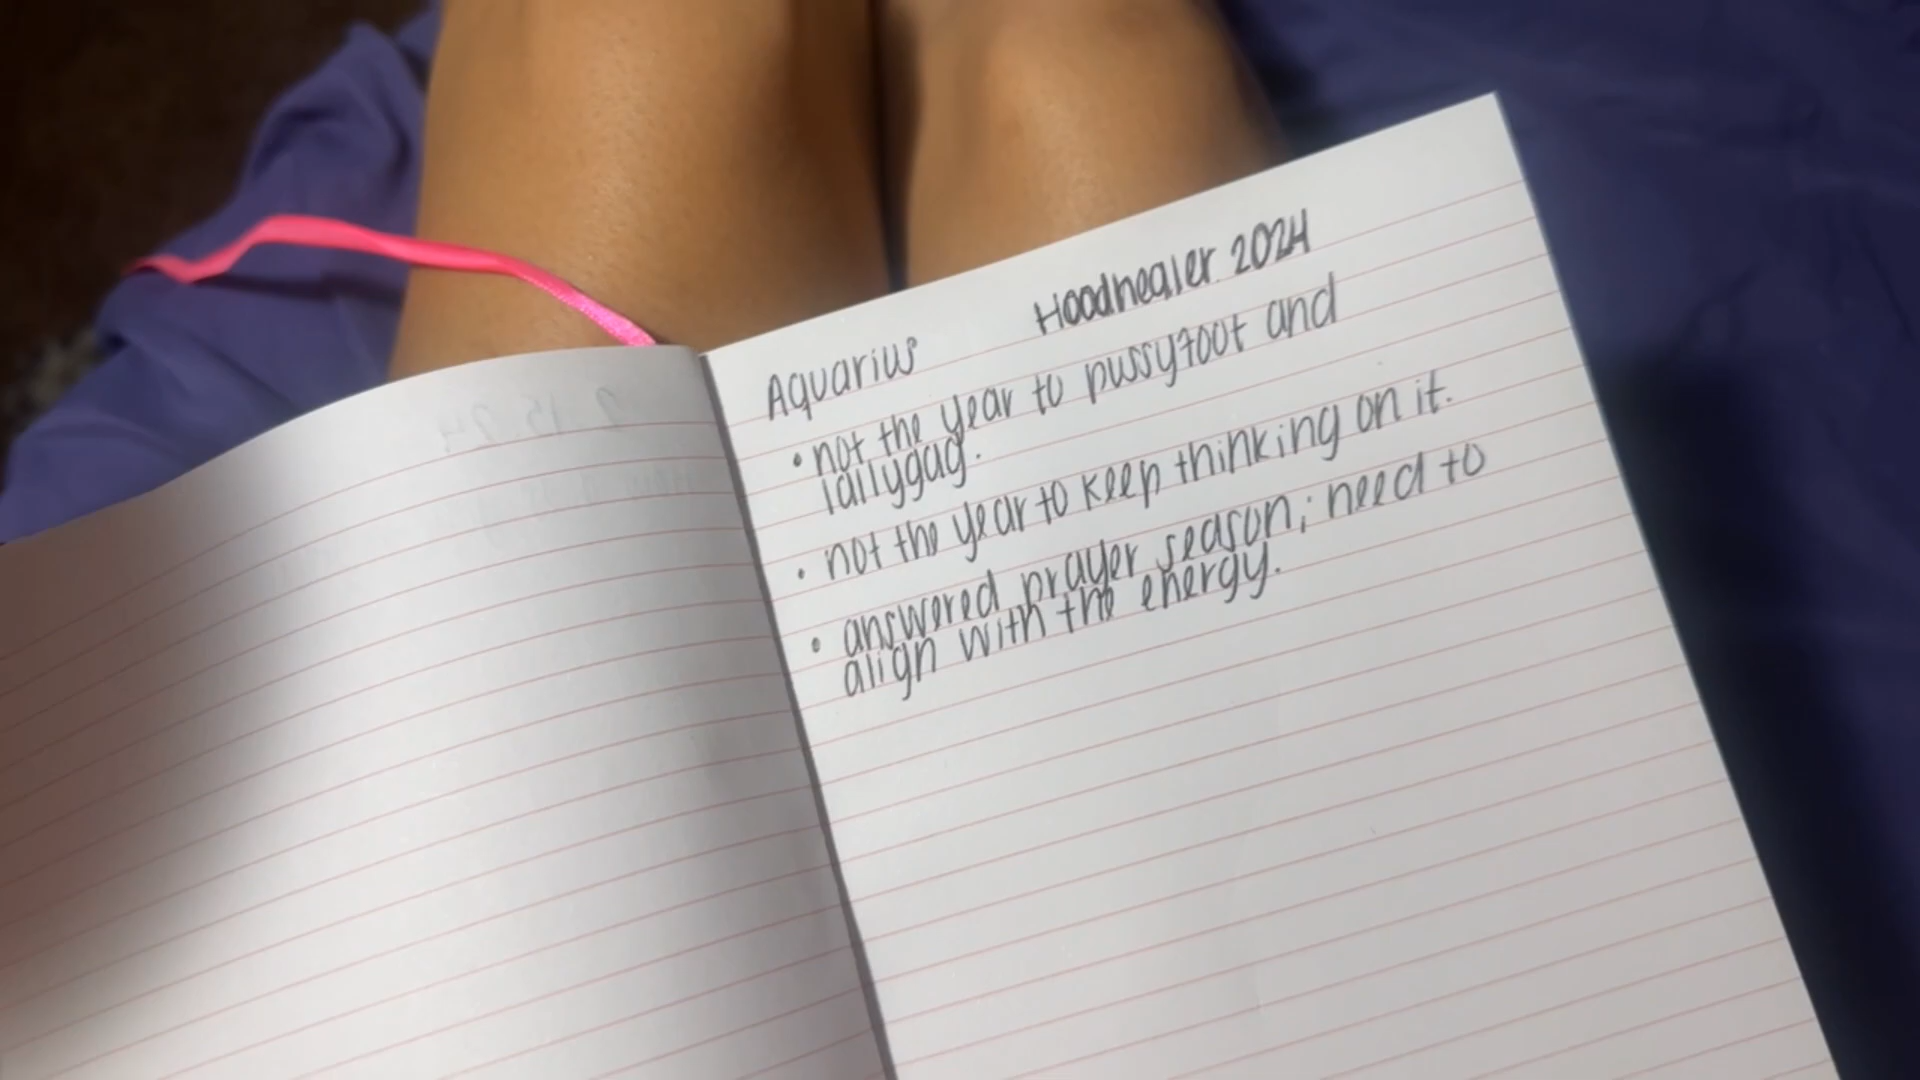 Hoodhealer 2024
Aquarius
• not the year to pussyfoot and
lallygag.
• not the year to keep thinking on it.
• answered prayer season; need to
align with the energy.